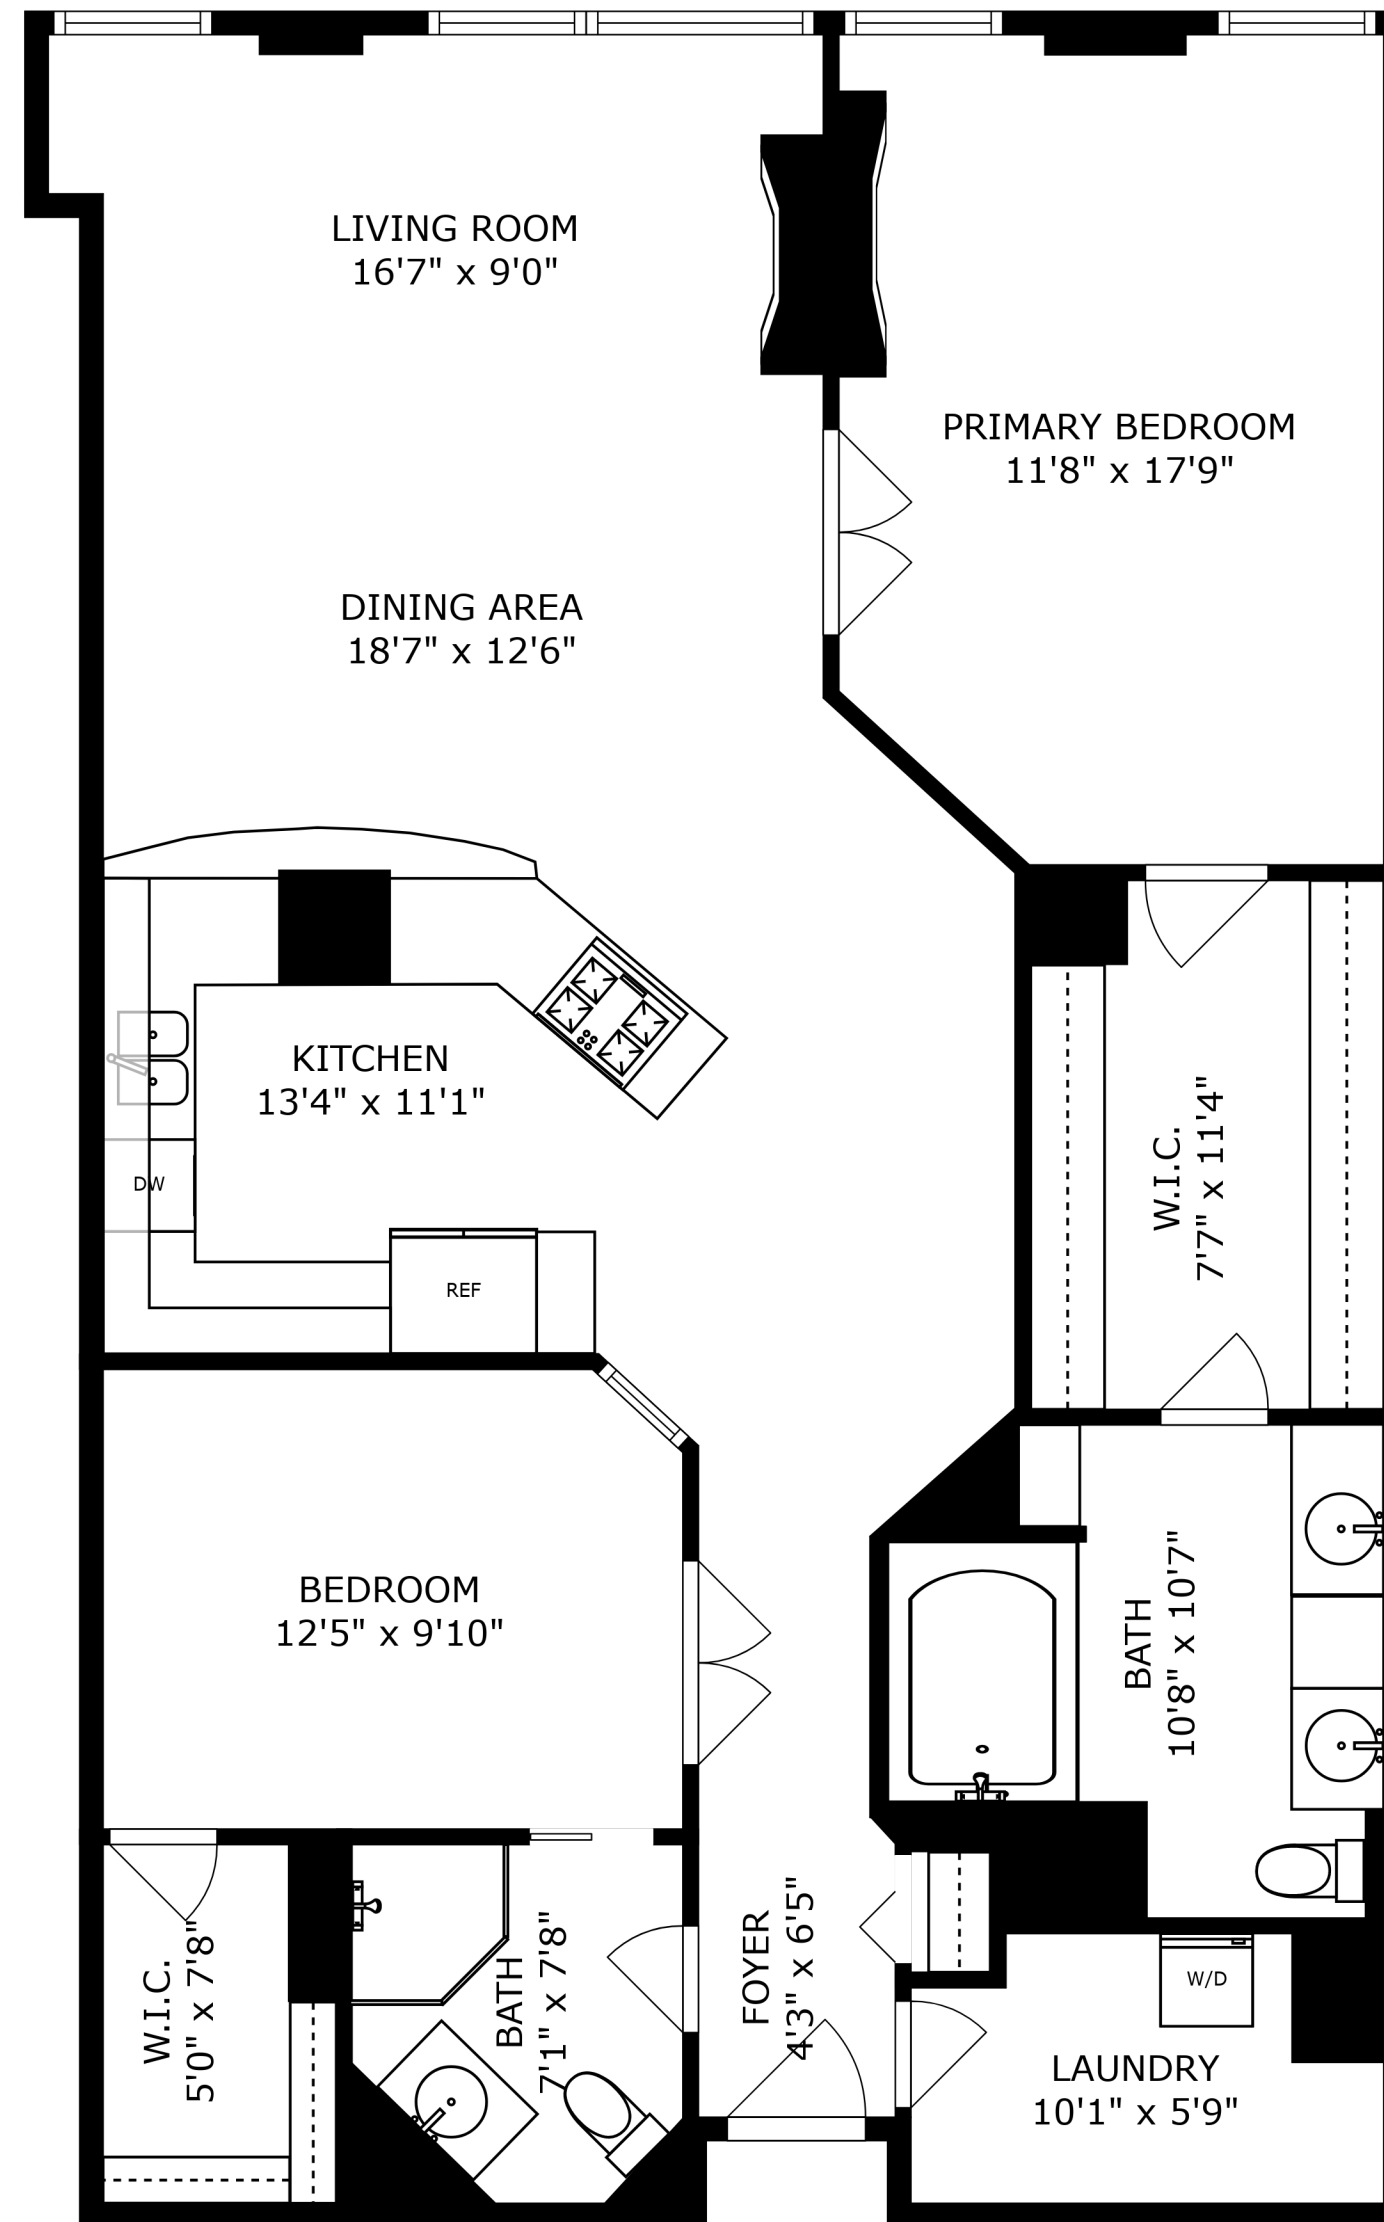 LIVING ROOM
16'7" x 9'0"
PRIMARY BEDROOM
11'8" x 17'9"
DINING AREA
18'7" x 12'6"
KITCHEN
13'4" x 11'1"
DW
REF
W.I.C.
7'7" x 11'4"
BEDROOM
12'5" x 9'10"
BATH
10'8" x 10'7"
W.I.C.
5'0" x 7'8"
BATH
7'1" x 7'8"
FOYER
4'3" x 6'5"
W/D
LAUNDRY
10'1" x 5'9"